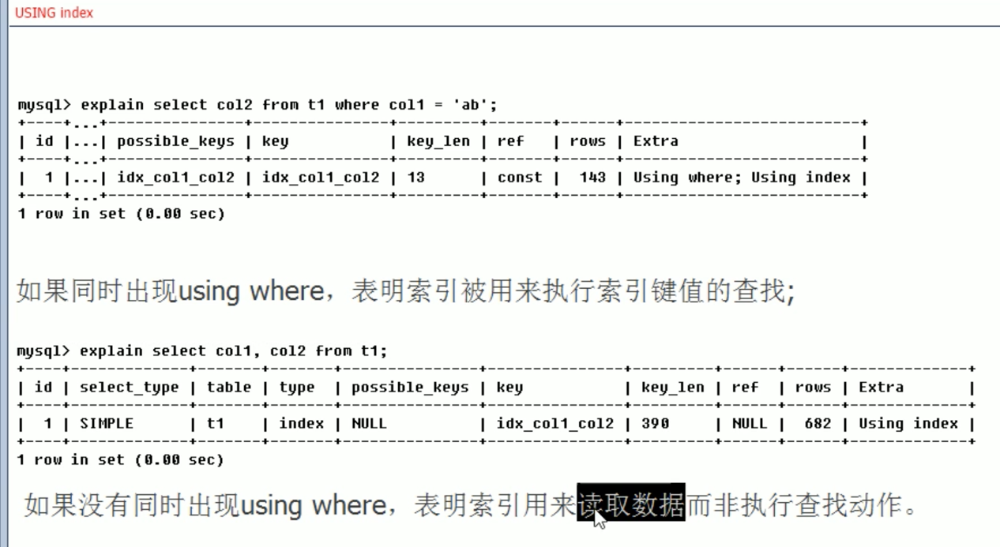 USING index
mysql> explain select col2 from t1 where col1 = 'ab';
+----+...+---------------+---------------+---------+-------+------+--------------------------+
| id |...| possible_keys | key           | key_len | ref   | rows | Extra                    |
+----+...+---------------+---------------+---------+-------+------+--------------------------+
|  1 |...| idx_col1_col2 | idx_col1_col2 | 13      | const |  143 | Using where; Using index |
+----+...+---------------+---------------+---------+-------+------+--------------------------+
1 row in set (0.00 sec)
如果同时出现using where，表明索引被用来执行索引键值的查找;
mysql> explain select col1, col2 from t1;
+----+-------------+-------+-------+---------------+---------------+---------+------+------+-------------+
| id | select_type | table | type  | possible_keys | key           | key_len | ref  | rows | Extra       |
+----+-------------+-------+-------+---------------+---------------+---------+------+------+-------------+
|  1 | SIMPLE      | t1    | index | NULL          | idx_col1_col2 | 390     | NULL |  682 | Using index |
+----+-------------+-------+-------+---------------+---------------+---------+------+------+-------------+
1 row in set (0.00 sec)
如果没有同时出现using where，表明索引用来读取数据而非执行查找动作。